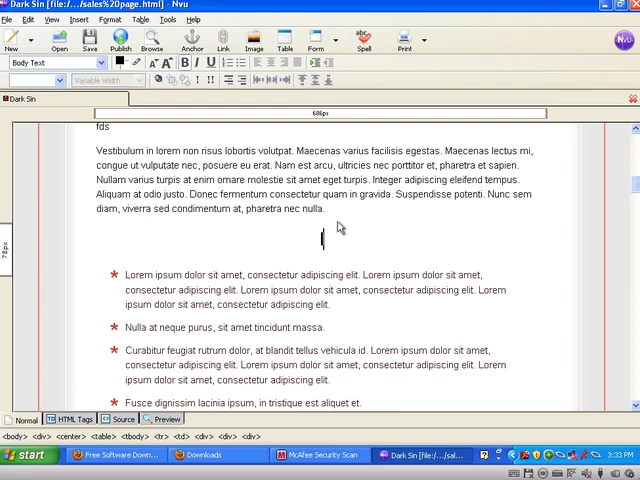 Dark Sin [file:/.../sales%20page.html] - Nvu
File Edit View Insert Format Table Tools Help
New Open Save Publish Browse Anchor Link Image Table Form Spell Print
NVU
Body Text
B I U
Variable Width
Dark Sin
686px
78px
fds
Vestibulum in lorem non risus lobortis volutpat. Maecenas varius facilisis egestas. Maecenas lectus mi,
congue ut vulputate nec, posuere eu erat. Nam est arcu, ultricies nec porttitor et, pharetra et sapien.
Nullam varius turpis at enim ornare molestie sit amet eget turpis. Integer adipiscing eleifend tempus.
Aliquam at odio justo. Donec fermentum consectetur quam in gravida. Suspendisse potenti. Nunc sem
diam, viverra sed condimentum at, pharetra nec nulla.
I
* Lorem ipsum dolor sit amet, consectetur adipiscing elit. Lorem ipsum dolor sit amet,
consectetur adipiscing elit. Lorem ipsum dolor sit amet, consectetur adipiscing elit. Lorem
ipsum dolor sit amet, consectetur adipiscing elit.
* Nulla at neque purus, sit amet tincidunt massa.
* Curabitur feugiat rutrum dolor, at blandit tellus vehicula id. Lorem ipsum dolor sit amet,
consectetur adipiscing elit. Lorem ipsum dolor sit amet, consectetur adipiscing elit. Lorem
ipsum dolor sit amet, consectetur adipiscing elit.
* Fusce dignissim lacinia ipsum, in tristique est aliquet et.
Normal HTML Tags Source Preview
<body> <div> <center> <table> <tbody> <tr> <td> <div> <div> <div>
start Free Software Down... Downloads McAfee Security Scan Dark Sin [file:/.../sal... 3:33 PM